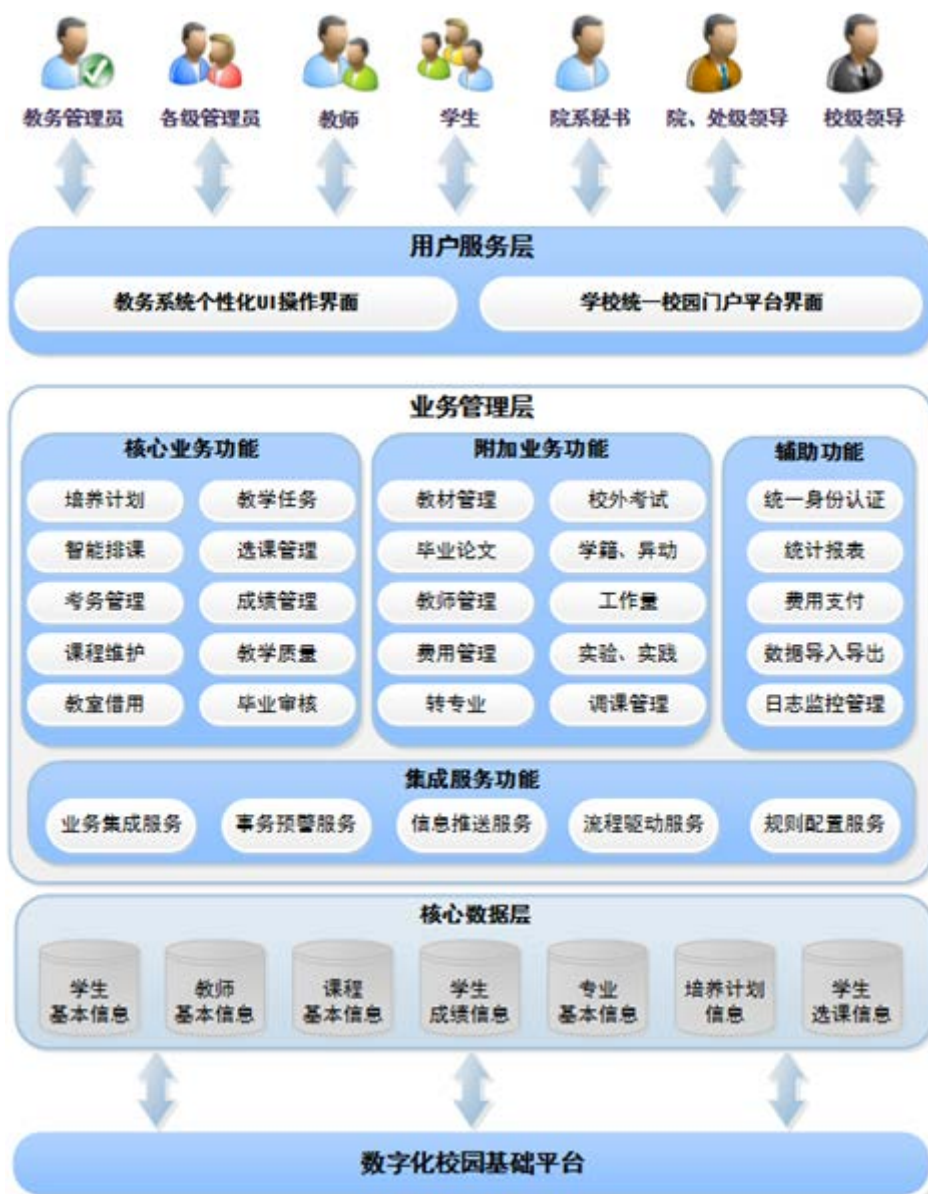 教务管理员 各级管理员 教师 学生 院系秘书 院、处级领导 校级领导
用户服务层
教务系统个性化UI操作界面 学校统一校园门户平台界面
业务管理层
核心业务功能 附加业务功能 辅助功能
培养计划 教学任务 教材管理 校外考试 统一身份认证
智能排课 选课管理 毕业论文 学籍、异动 统计报表
考务管理 成绩管理 教师管理 工作量 费用支付
课程维护 教学质量 费用管理 实验、实践 数据导入导出
教室借用 毕业审核 转专业 调课管理 日志监控管理
集成服务功能
业务集成服务 事务预警服务 信息推送服务 流程驱动服务 规则配置服务
核心数据层
学生 教师 课程 学生 专业 培养计划 学生
基本信息 基本信息 基本信息 成绩信息 基本信息 信息 选课信息
数字化校园基础平台